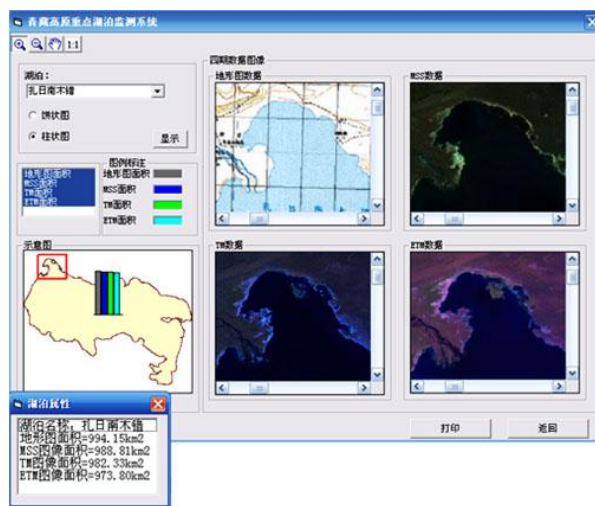 青藏高原重点湖泊监测系统
1:1
湖泊：
扎日南木错
饼状图
柱状图
显示
地形图面积
MSS面积
TM面积
ETM面积
图例标注
地形图面积
MSS面积
TM面积
ETM面积
示意图
四期数据图像
地形图数据
MSS数据
TM数据
ETM数据
湖泊属性
湖泊名称：扎日南木错
地形图面积=994.15km2
MSS图像面积=988.81km2
TM图像面积=982.33km2
ETM图像面积=973.80km2
打印
返回